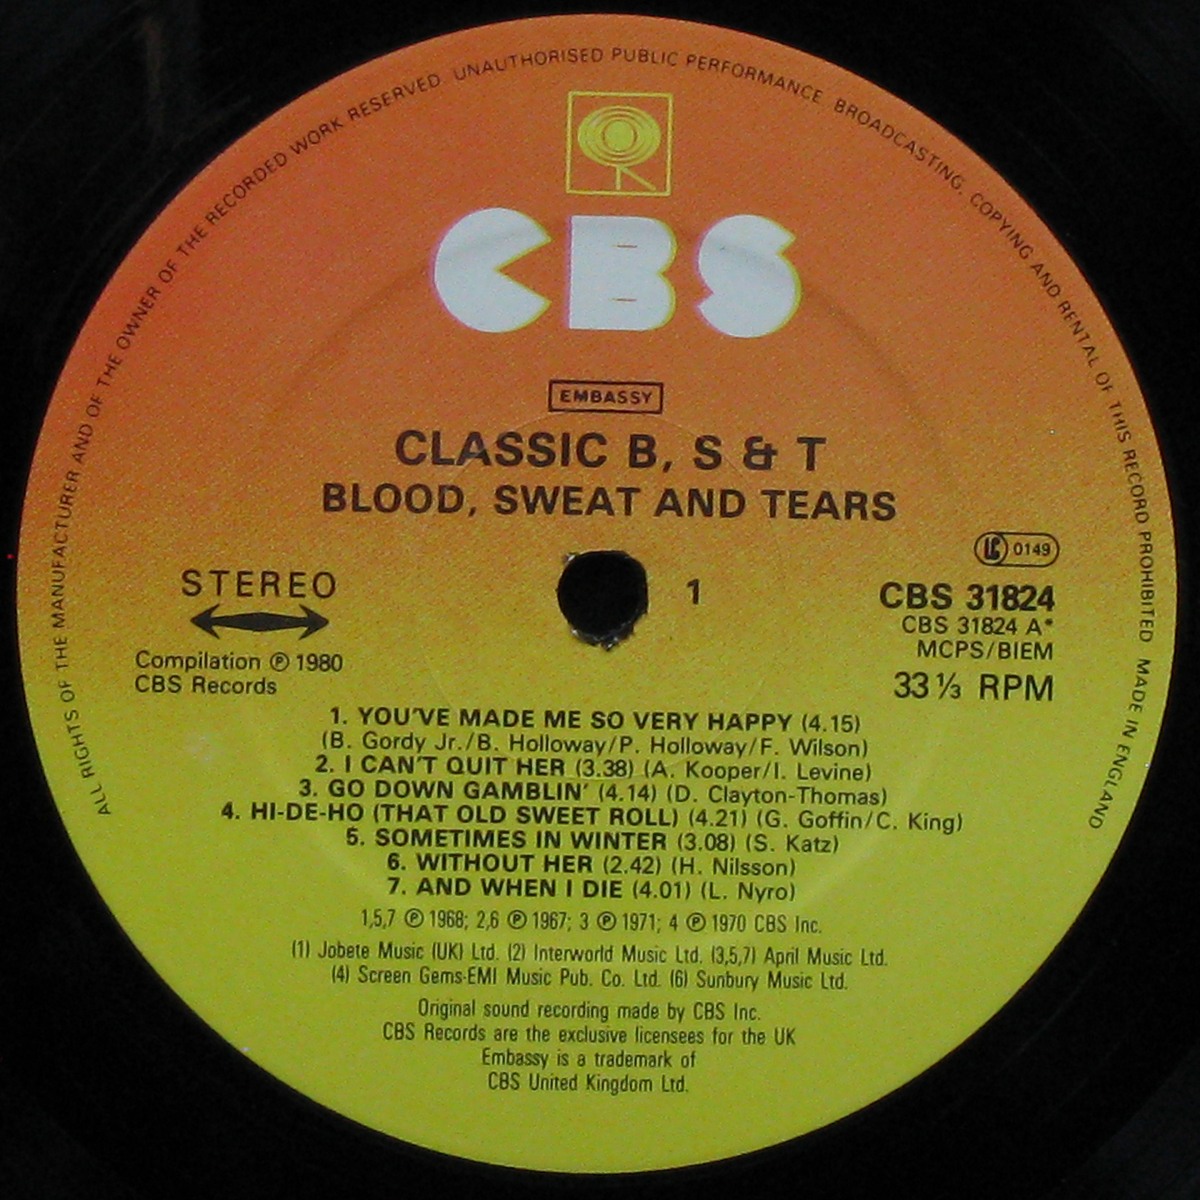 ALL RIGHTS OF THE MANUFACTURER AND OF THE OWNER OF THE RECORDED WORK RESERVED. UNAUTHORISED PUBLIC PERFORMANCE. BROADCASTING. COPYING AND RENTAL OF THIS RECORD PROHIBITED MADE IN ENGLAND
CBS
EMBASSY
CLASSIC B, S & T
BLOOD, SWEAT AND TEARS
STEREO
Compilation ℗ 1980
CBS Records
1
LC 0149
CBS 31824
CBS 31824 A*
MCPS/BIEM
33⅓ RPM
1. YOU'VE MADE ME SO VERY HAPPY (4.15)
(B. Gordy Jr./B. Holloway/P. Holloway/F. Wilson)
2. I CAN'T QUIT HER (3.38) (A. Kooper/I. Levine)
3. GO DOWN GAMBLIN' (4.14) (D. Clayton-Thomas)
4. HI-DE-HO (THAT OLD SWEET ROLL) (4.21) (G. Goffin/C. King)
5. SOMETIMES IN WINTER (3.08) (S. Katz)
6. WITHOUT HER (2.42) (H. Nilsson)
7. AND WHEN I DIE (4.01) (L. Nyro)
1,5,7 ℗ 1968; 2,6 ℗ 1967; 3 ℗ 1971; 4 ℗ 1970 CBS Inc.
(1) Jobete Music (UK) Ltd. (2) Interworld Music Ltd. (3,5,7) April Music Ltd.
(4) Screen Gems-EMI Music Pub. Co. Ltd. (6) Sunbury Music Ltd.
Original sound recording made by CBS Inc.
CBS Records are the exclusive licensees for the UK
Embassy is a trademark of
CBS United Kingdom Ltd.